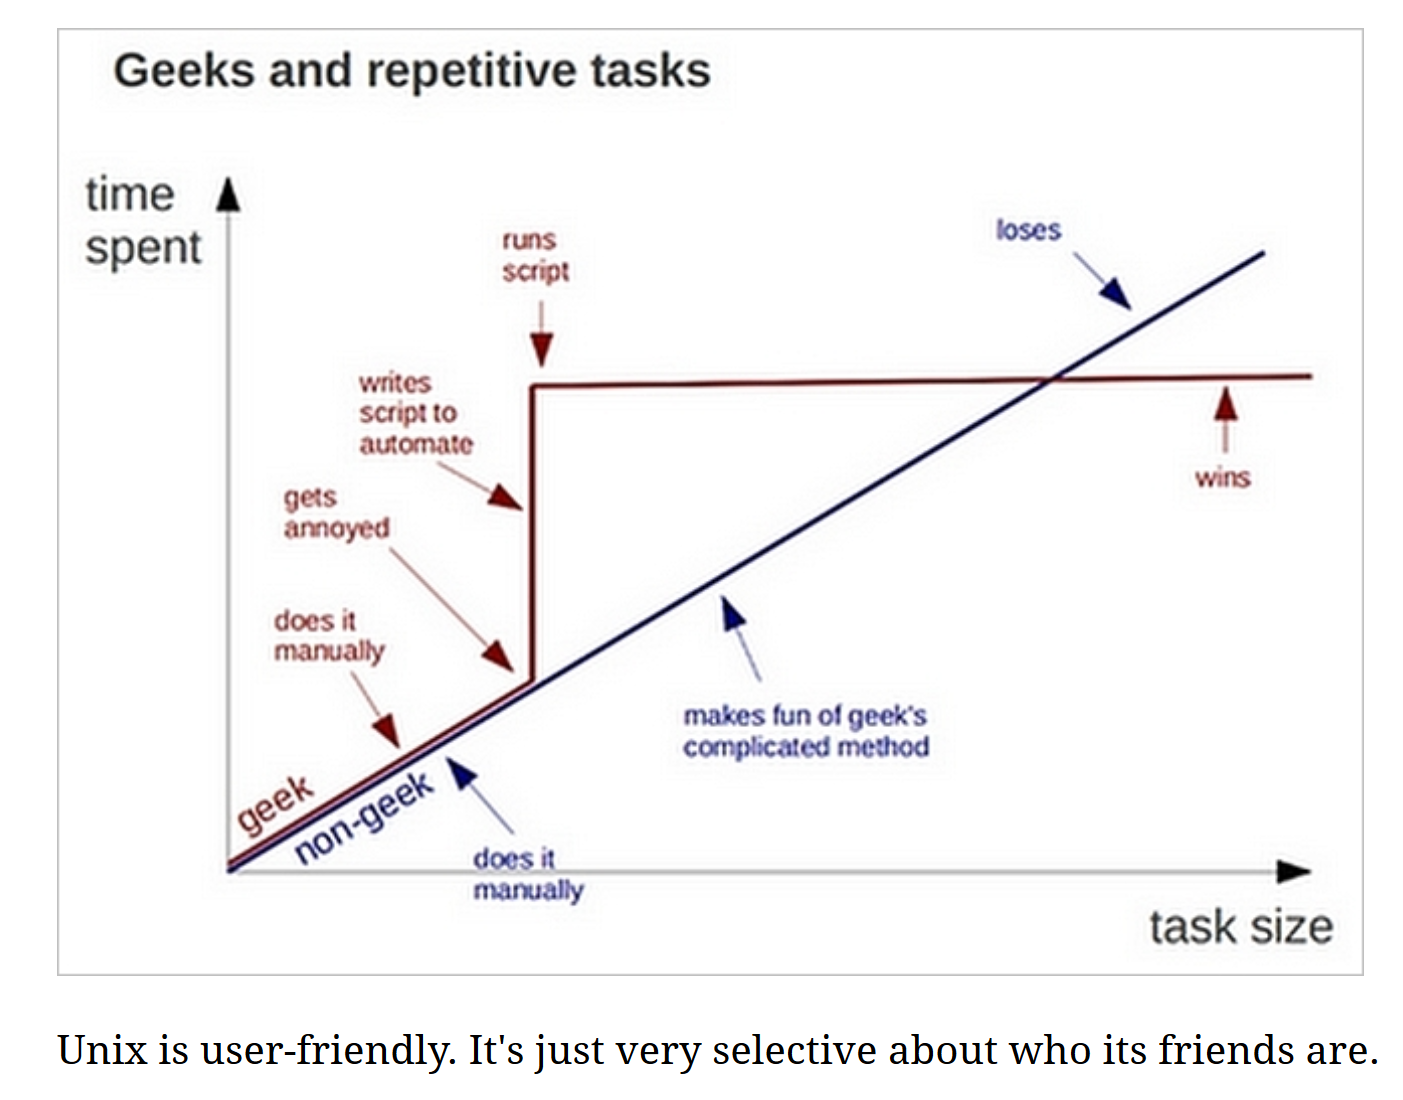 Geeks and repetitive tasks
time
spent
runs
script
loses
writes
script to
automate
wins
gets
annoyed
does it
manually
makes fun of geek's
complicated method
geek
non-geek
does it
manually
task size
Unix is user-friendly. It's just very selective about who its friends are.